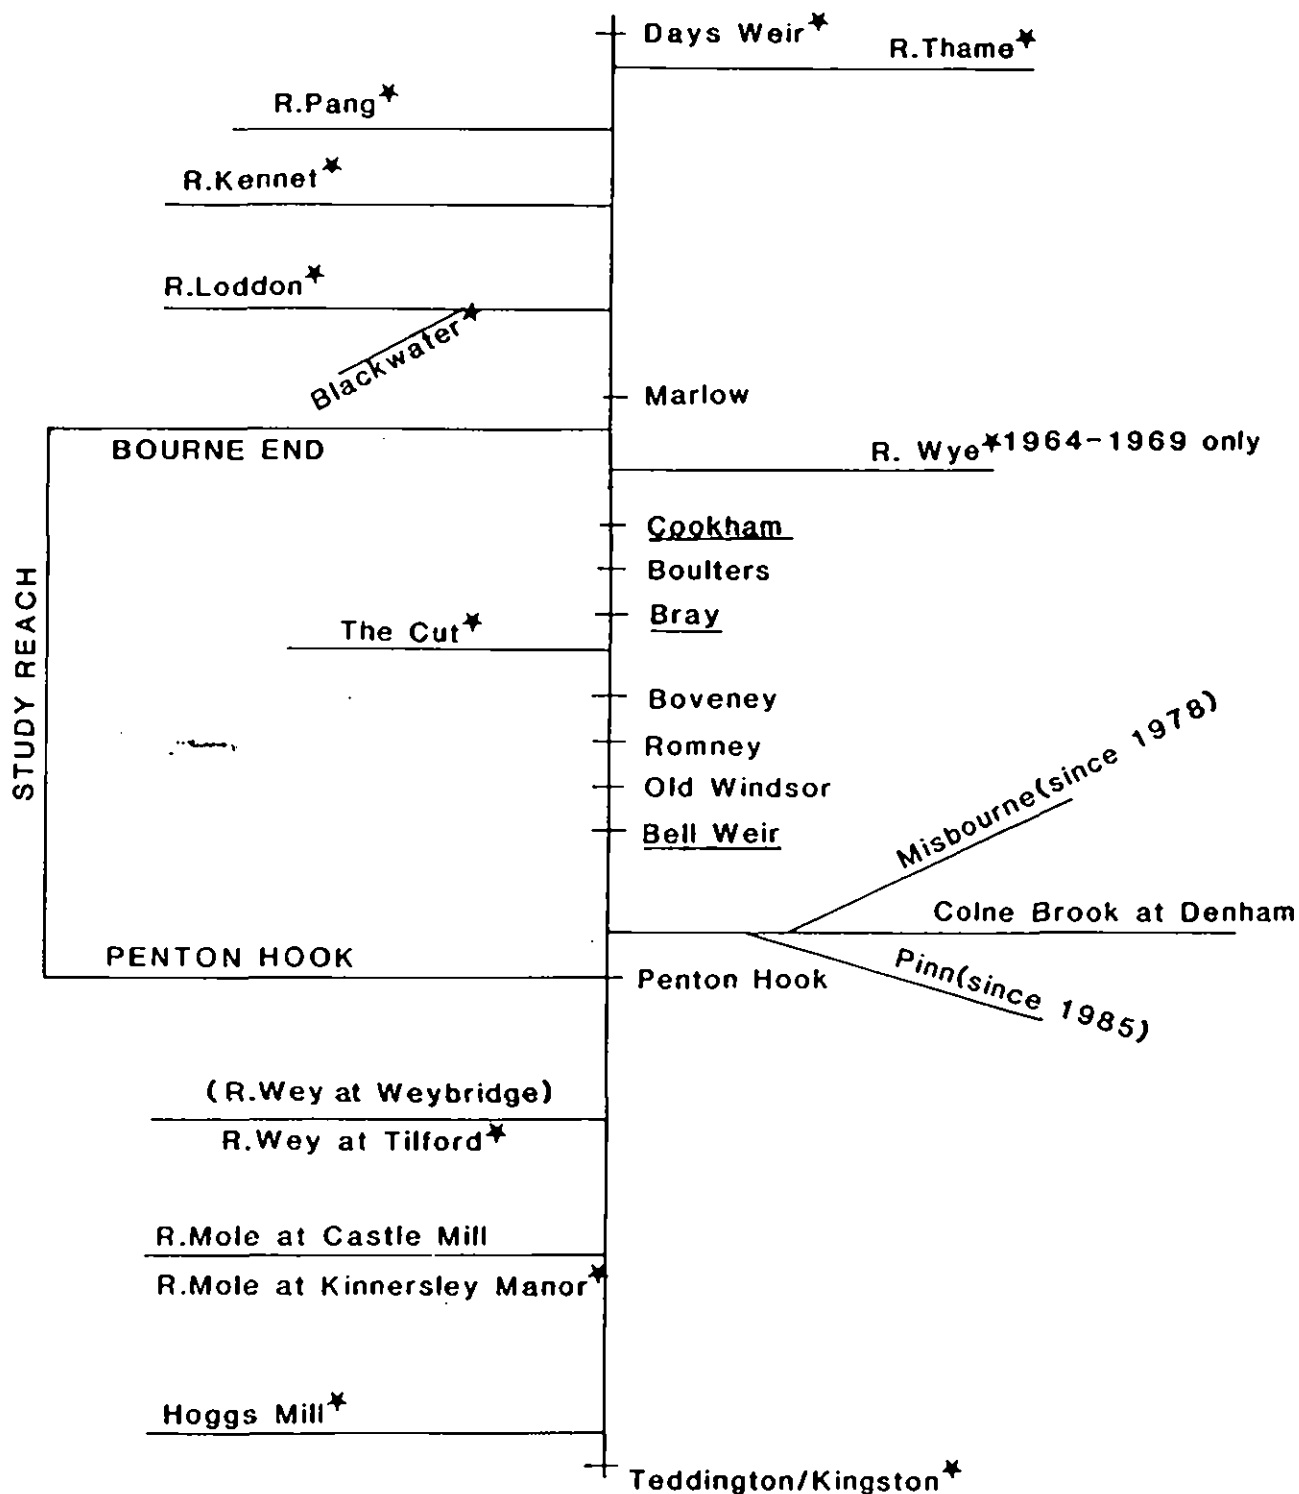 Days Weir★
R.Thame★
R.Pang★
R.Kennet★
R.Loddon★
Blackwater★
Marlow
BOURNE END
R. Wye★1964-1969 only
Cookham
Boulters
STUDY REACH
Bray
The Cut★
Boveney
Romney
Old Windsor
Misbourne(since 1978)
Bell Weir
Colne Brook at Denham
PENTON HOOK
Penton Hook
Pinn(since 1985)
(R.Wey at Weybridge)
R.Wey at Tilford★
R.Mole at Castle Mill
R.Mole at Kinnersley Manor★
Hoggs Mill★
Teddington/Kingston★